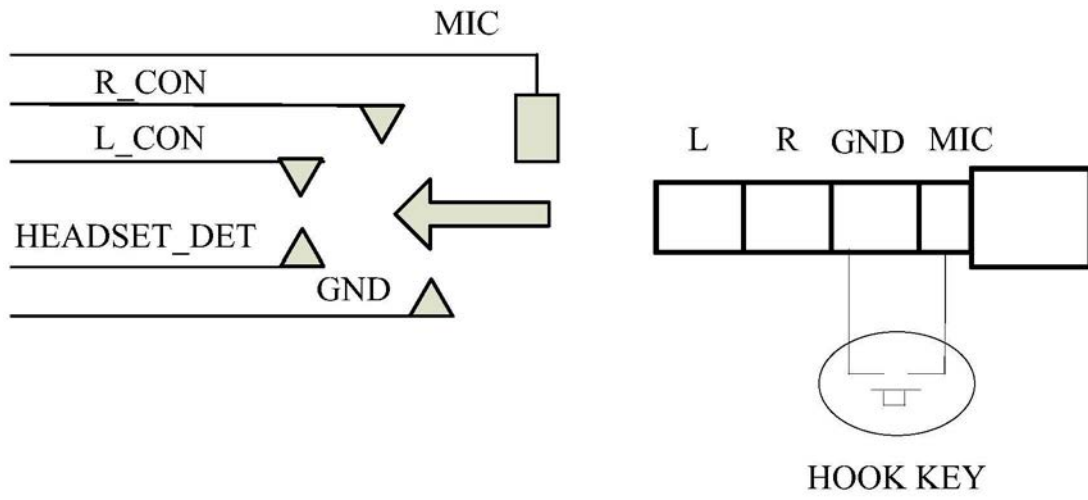 MIC
R_CON
L_CON
HEADSET_DET
GND
L R GND MIC
HOOK KEY